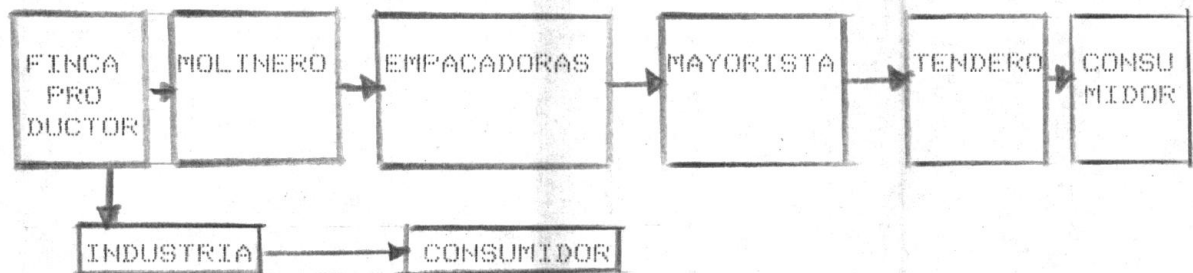 FINCA
PRO
DUCTOR
MOLINERO
EMPACADORAS
MAYORISTA
TENDERO
CONSU
MIDOR
INDUSTRIA
CONSUMIDOR